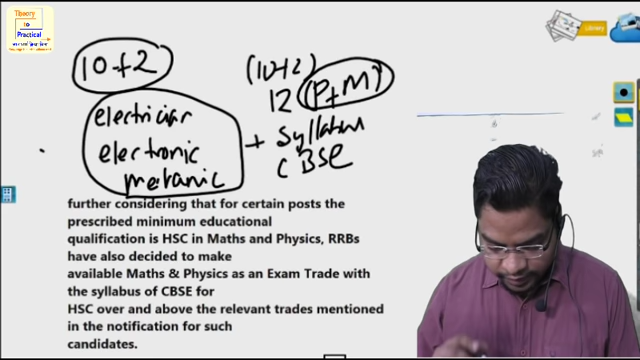 Theory
to
Practical
10+2
electrician
electronic
mechanic
(10+2)
12 (P+M)
+ Syllabus
CBSE
Library
further considering that for certain posts the
prescribed minimum educational
qualification is HSC in Maths and Physics, RRBs
have also decided to make
available Maths & Physics as an Exam Trade with
the syllabus of CBSE for
HSC over and above the relevant trades mentioned
in the notification for such
candidates.